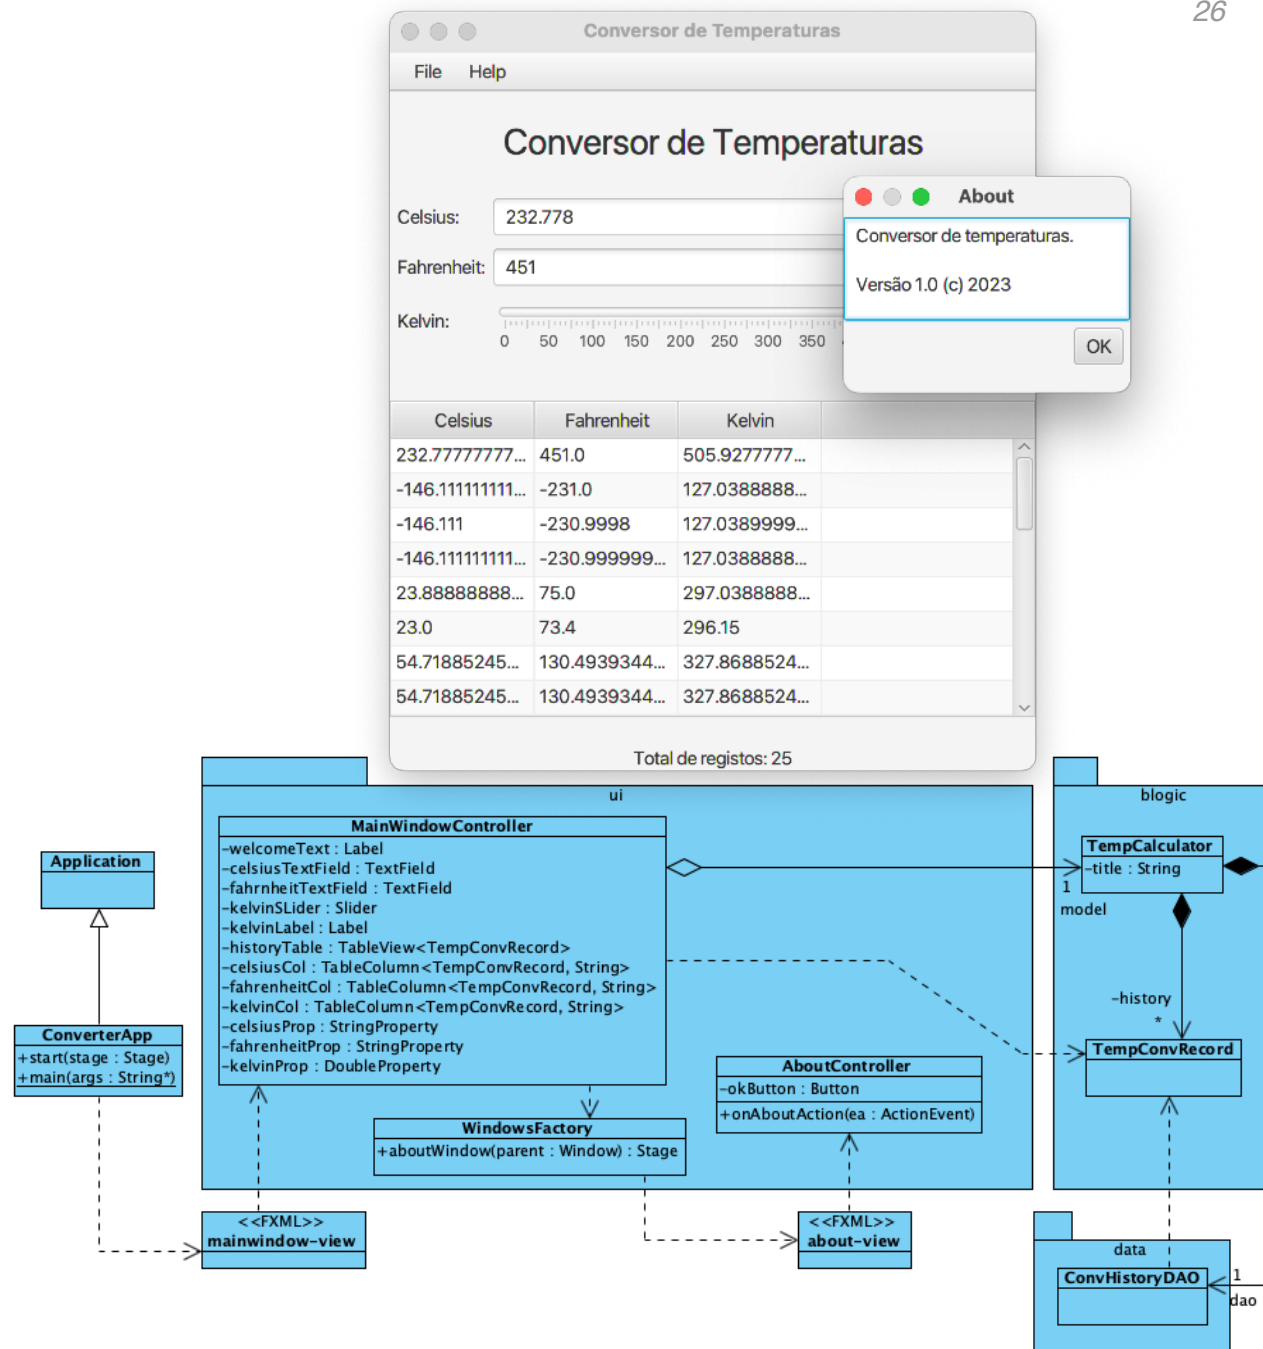 26
Conversor de Temperaturas
File Help
Conversor de Temperaturas
Celsius: 232.778
Fahrenheit: 451
Kelvin:
0 50 100 150 200 250 300 350
About
Conversor de temperaturas.
Versão 1.0 (c) 2023
OK
Celsius Fahrenheit Kelvin
232.77777777... 451.0 505.9277777...
-146.111111111... -231.0 127.0388888...
-146.111 -230.9998 127.0389999...
-146.111111111... -230.999999... 127.0388888...
23.88888888... 75.0 297.0388888...
23.0 73.4 296.15
54.71885245... 130.4939344... 327.8688524...
54.71885245... 130.4939344... 327.8688524...
Total de registos: 25
ui
MainWindowController
-welcomeText : Label
-celsiusTextField : TextField
-fahrnheitTextField : TextField
-kelvinSLider : Slider
-kelvinLabel : Label
-historyTable : TableView<TempConvRecord>
-celsiusCol : TableColumn<TempConvRecord, String>
-fahrenheitCol : TableColumn<TempConvRecord, String>
-kelvinCol : TableColumn<TempConvRecord, String>
-celsiusProp : StringProperty
-fahrenheitProp : StringProperty
-kelvinProp : DoubleProperty
Application
ConverterApp
+start(stage : Stage)
+main(args : String*)
WindowsFactory
+aboutWindow(parent : Window) : Stage
AboutController
-okButton : Button
+onAboutAction(ea : ActionEvent)
<<FXML>>
mainwindow-view
<<FXML>>
about-view
blogic
TempCalculator
-title : String
1
model
-history
*
TempConvRecord
data
ConvHistoryDAO
1
dao